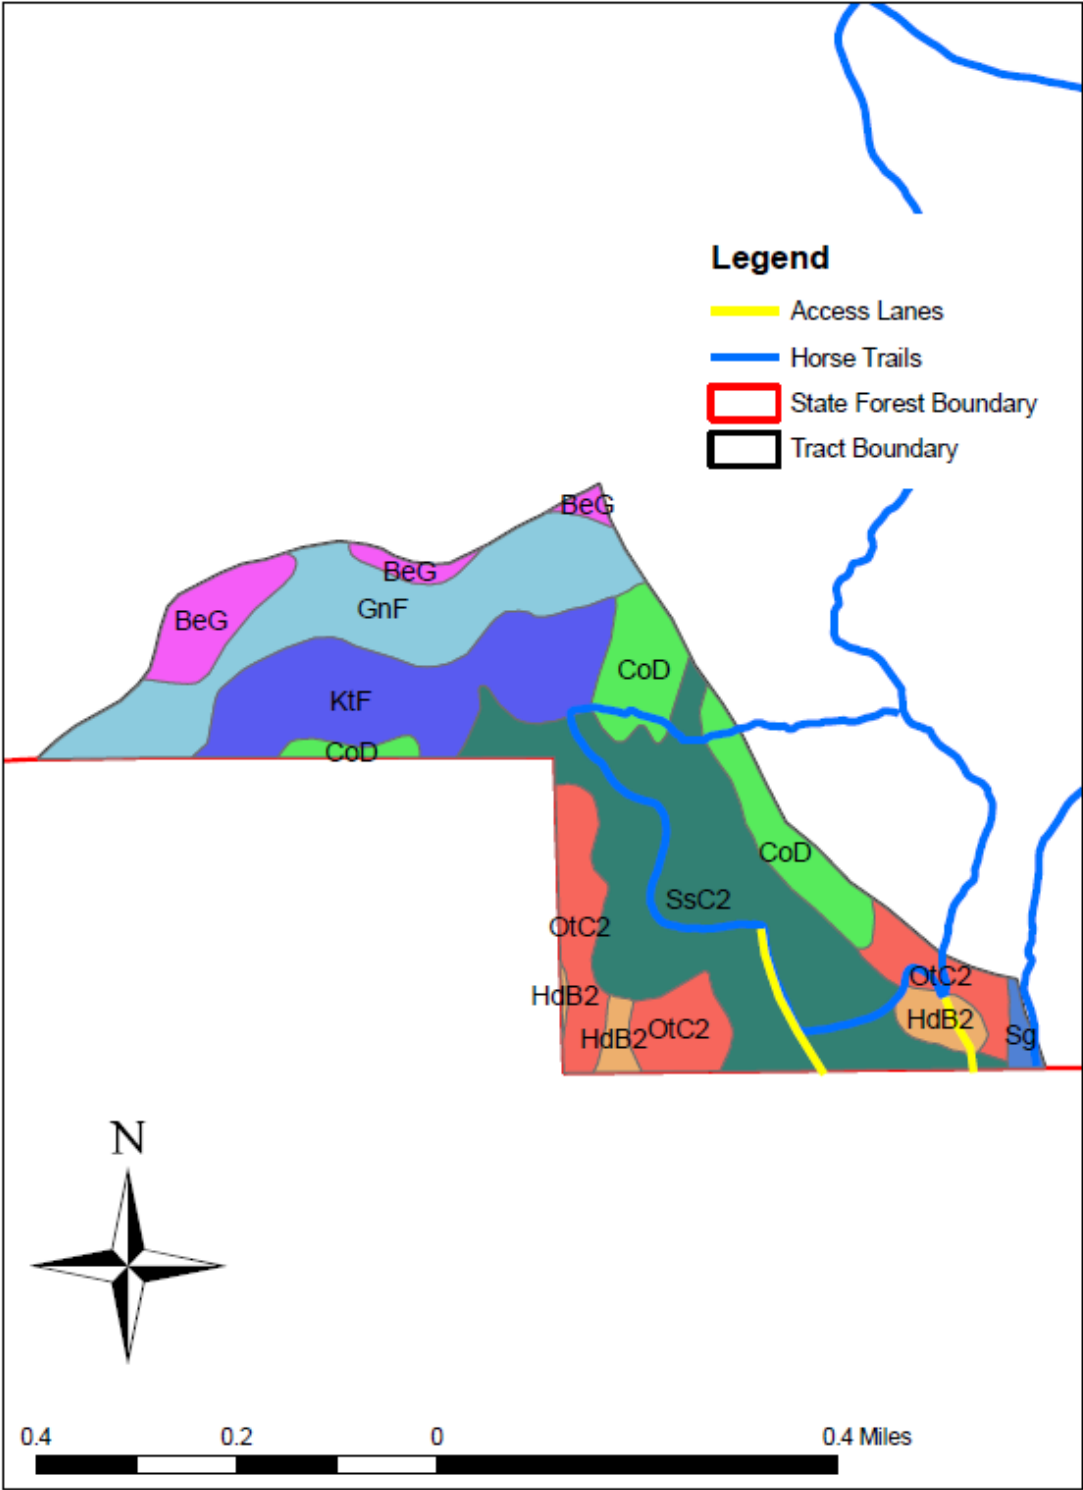 Legend
Access Lanes
Horse Trails
State Forest Boundary
Tract Boundary
BeG
BeG
GnF
BeG
CoD
KtF
CoD
CoD
SsC2
OtC2
OtC2
HdB2
HdB2
OtC2
HdB2
Sg
N
0.4 0.2 0 0.4 Miles